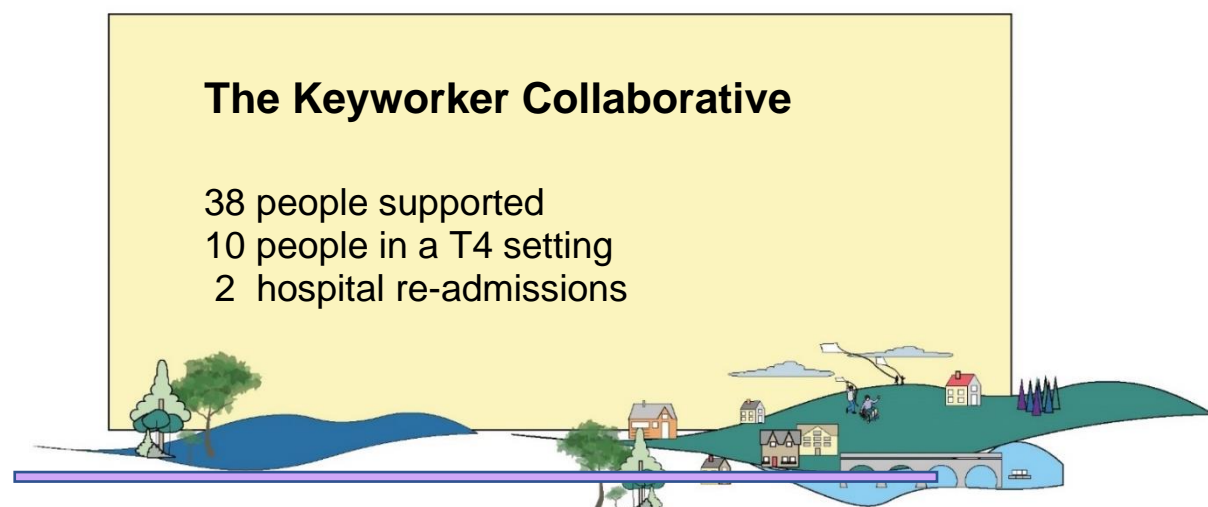 The Keyworker Collaborative
38 people supported
10 people in a T4 setting
2 hospital re-admissions